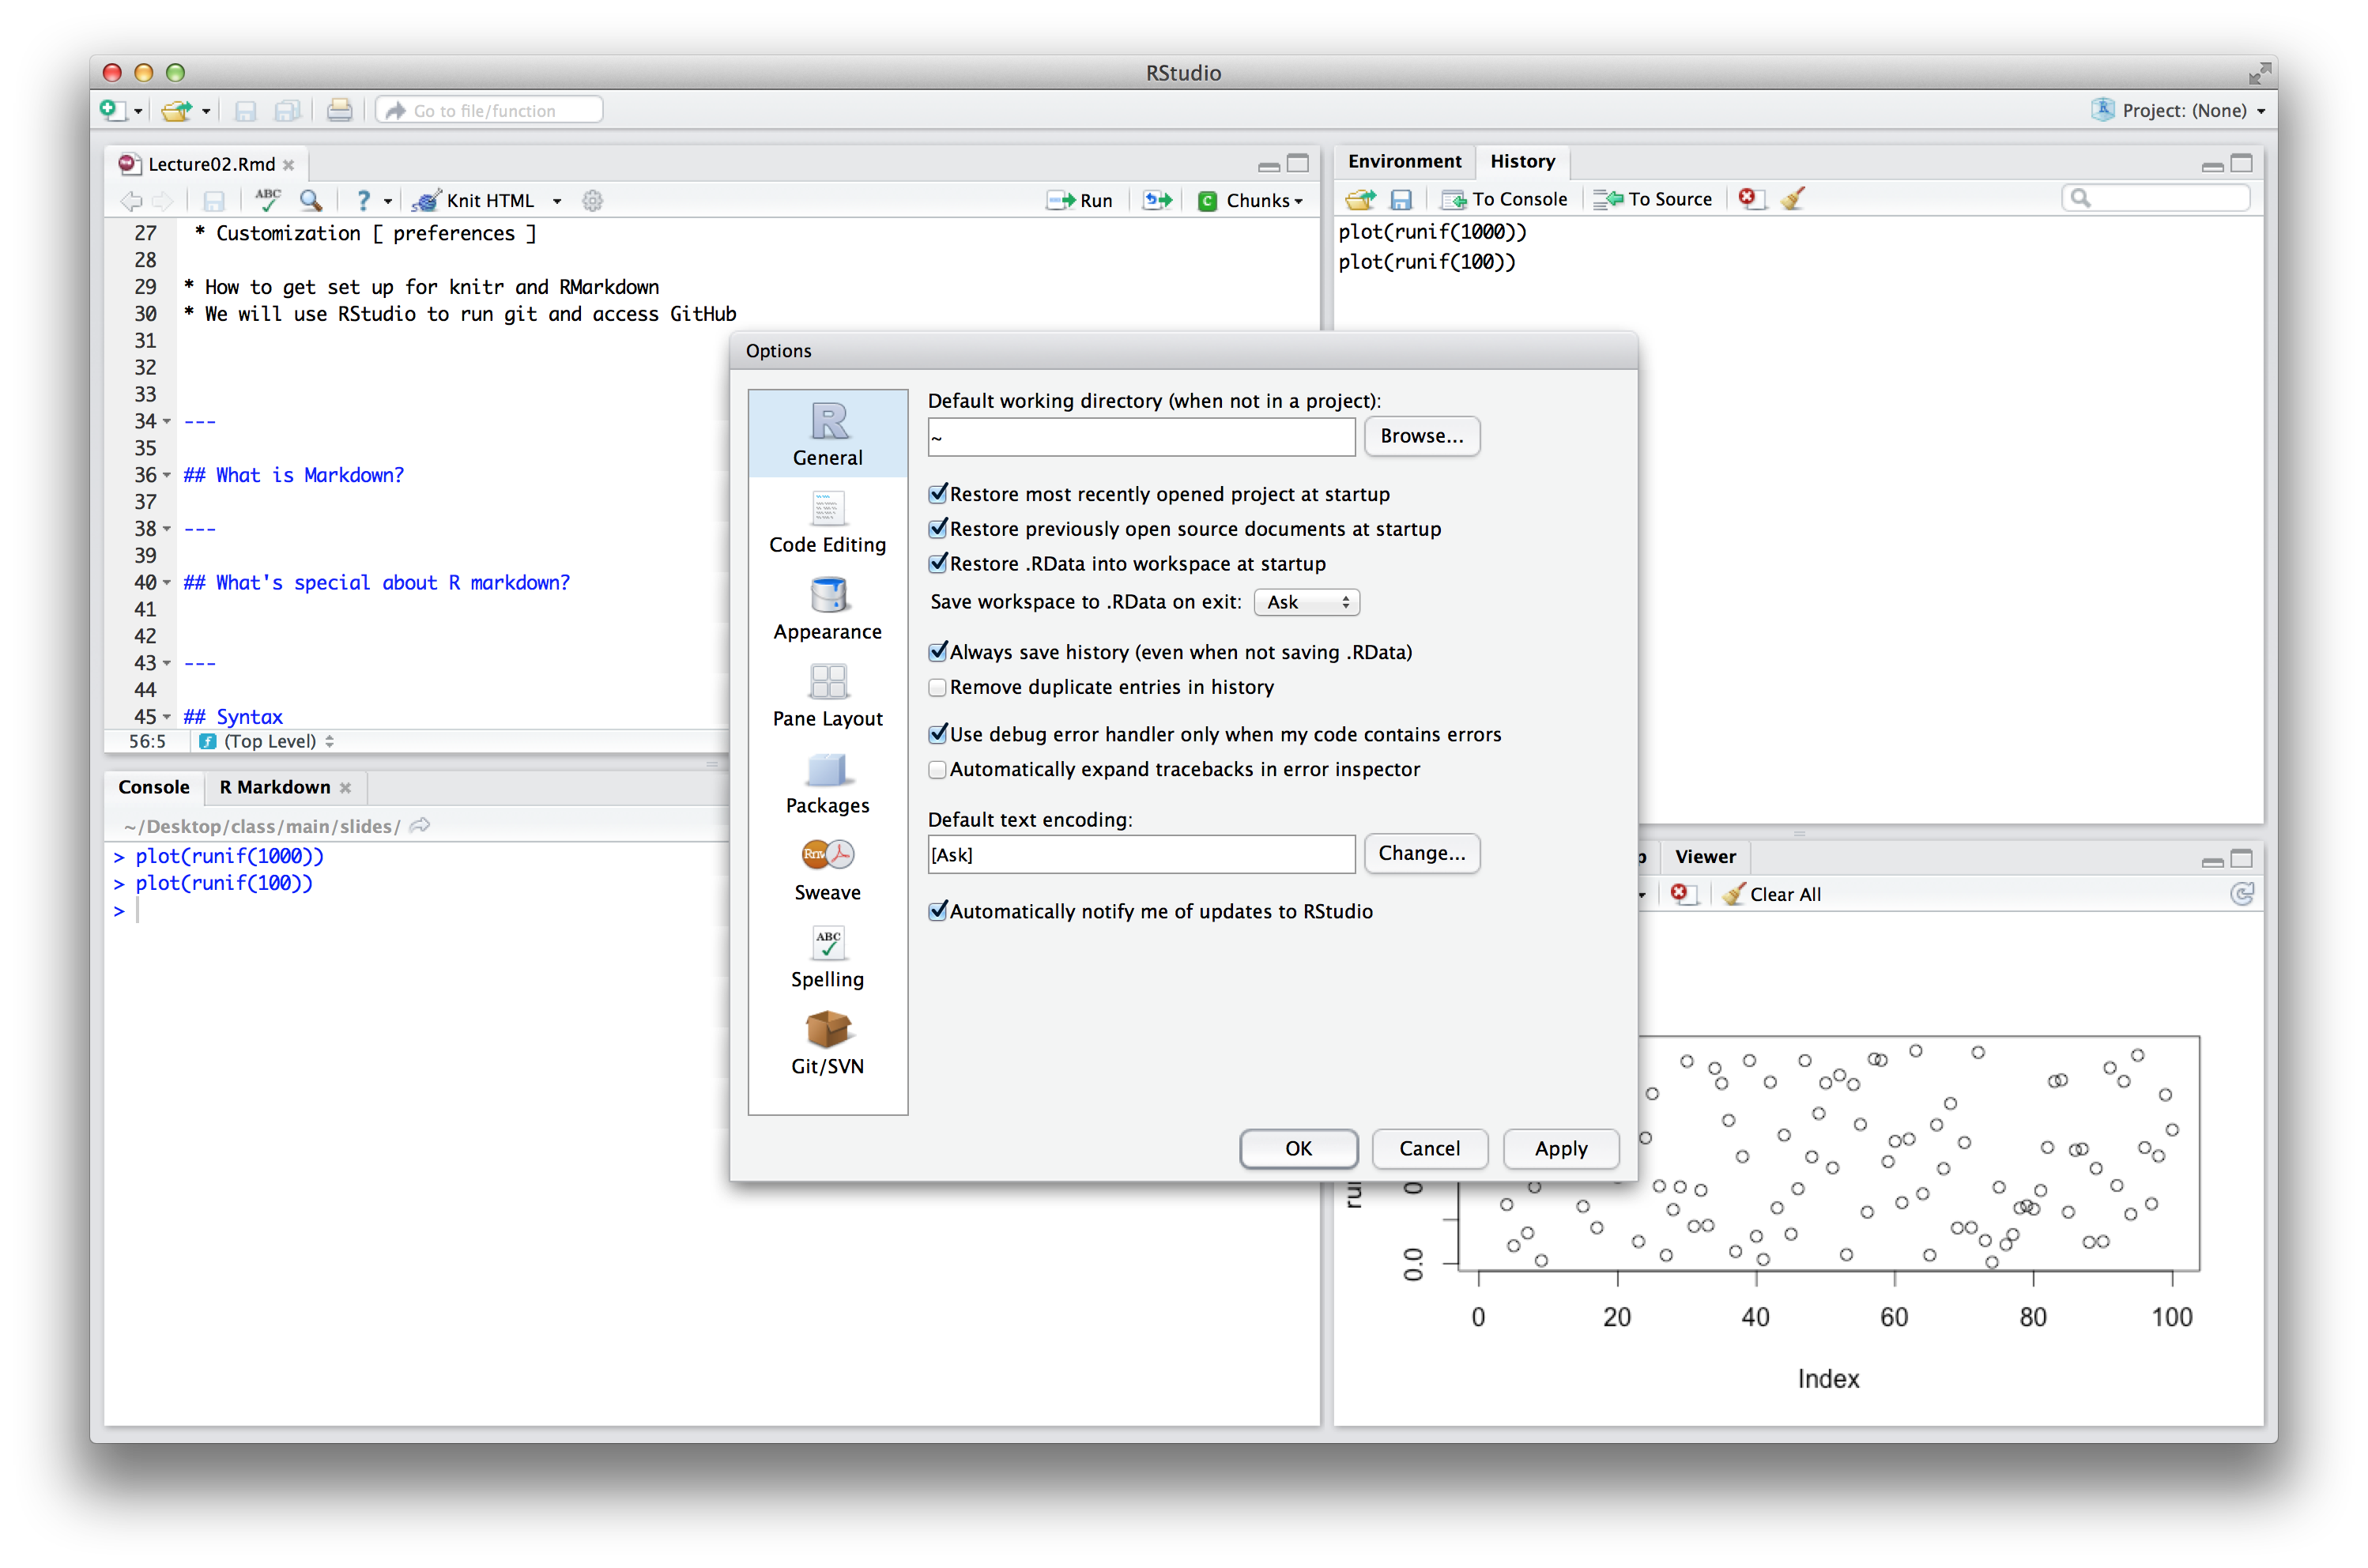 RStudio
Go to file/function
Project: (None)
Lecture02.Rmd
ABC
?
Knit HTML
Run
C Chunks
27 * Customization [ preferences ]
28
29 * How to get set up for knitr and RMarkdown
30 * We will use RStudio to run git and access GitHub
31
32
33
34 ---
35
36 ## What is Markdown?
37
38 ---
39
40 ## What's special about R markdown?
41
42
43 ---
44
45 ## Syntax
56:5 (Top Level)
Console R Markdown
~/Desktop/class/main/slides/
> plot(runif(1000))
> plot(runif(100))
>
Environment History
To Console To Source
plot(runif(1000))
plot(runif(100))
Options
R
General
Code Editing
Appearance
Pane Layout
Packages
Rnw
Sweave
ABC
Spelling
Git/SVN
Default working directory (when not in a project):
~ Browse...
Restore most recently opened project at startup
Restore previously open source documents at startup
Restore .RData into workspace at startup
Save workspace to .RData on exit: Ask
Always save history (even when not saving .RData)
Remove duplicate entries in history
Use debug error handler only when my code contains errors
Automatically expand tracebacks in error inspector
Default text encoding:
[Ask] Change...
Automatically notify me of updates to RStudio
OK Cancel Apply
Viewer
Clear All
0.0
0 20 40 60 80 100
Index